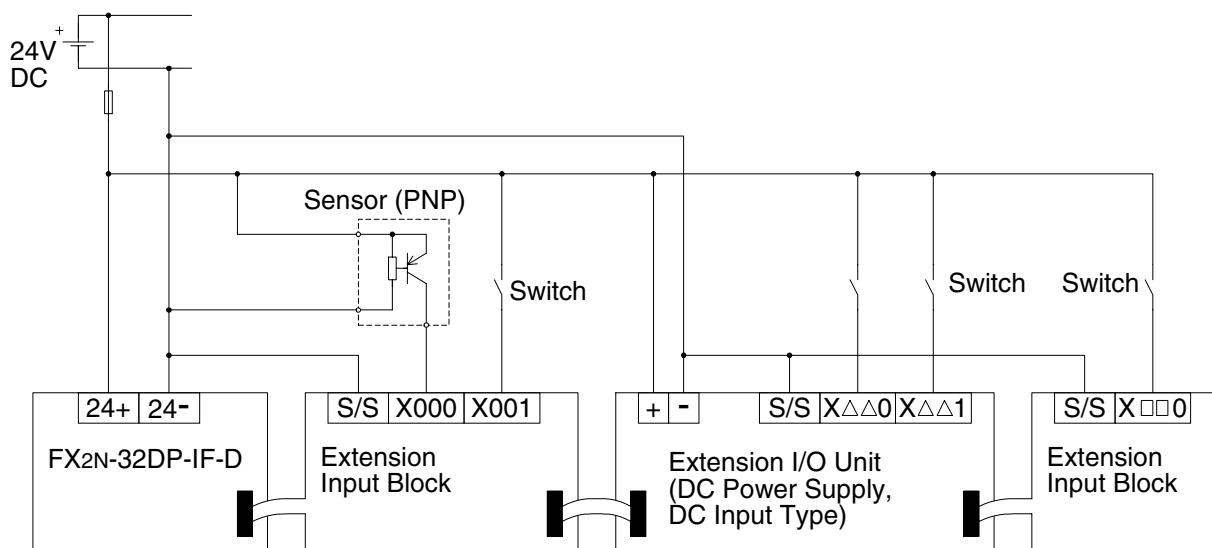 +
24V
DC
Sensor (PNP)
Switch
Switch
Switch
24+ 24-
S/S X000 X001
+ -
S/S X△△0 X△△1
S/S X□□0
FX2N-32DP-IF-D
Extension
Input Block
Extension I/O Unit
(DC Power Supply,
DC Input Type)
Extension
Input Block